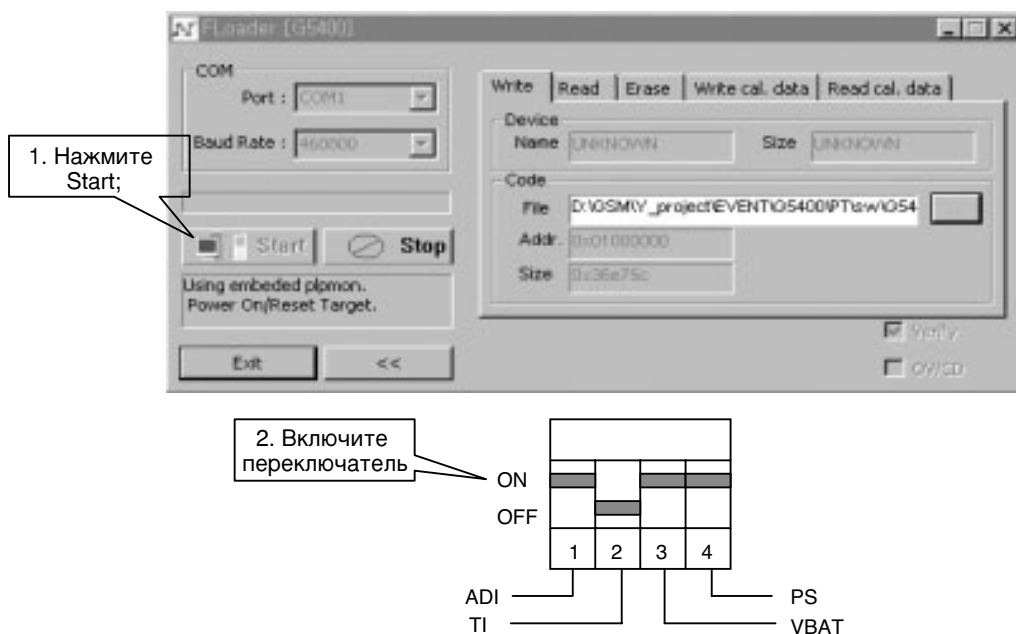 FLoader [G5400]
COM
Port : COM1
Baud Rate : 460800
1. Нажмите
Start;
Start
Stop
Using embeded plpmon.
Power On/Reset Target.
Exit
<<
Write Read Erase Write cal. data Read cal. data
Device
Name UNKNOWN Size UNKNOWN
Code
File D:\GSM\Y_project\EVENT\G5400\PT\s-w\G54
Addr. 0x01000000
Size 0x36e75c
Verify
OV/SD
2. Включите
переключатель
ON
OFF
1 2 3 4
ADI
TI
PS
VBAT